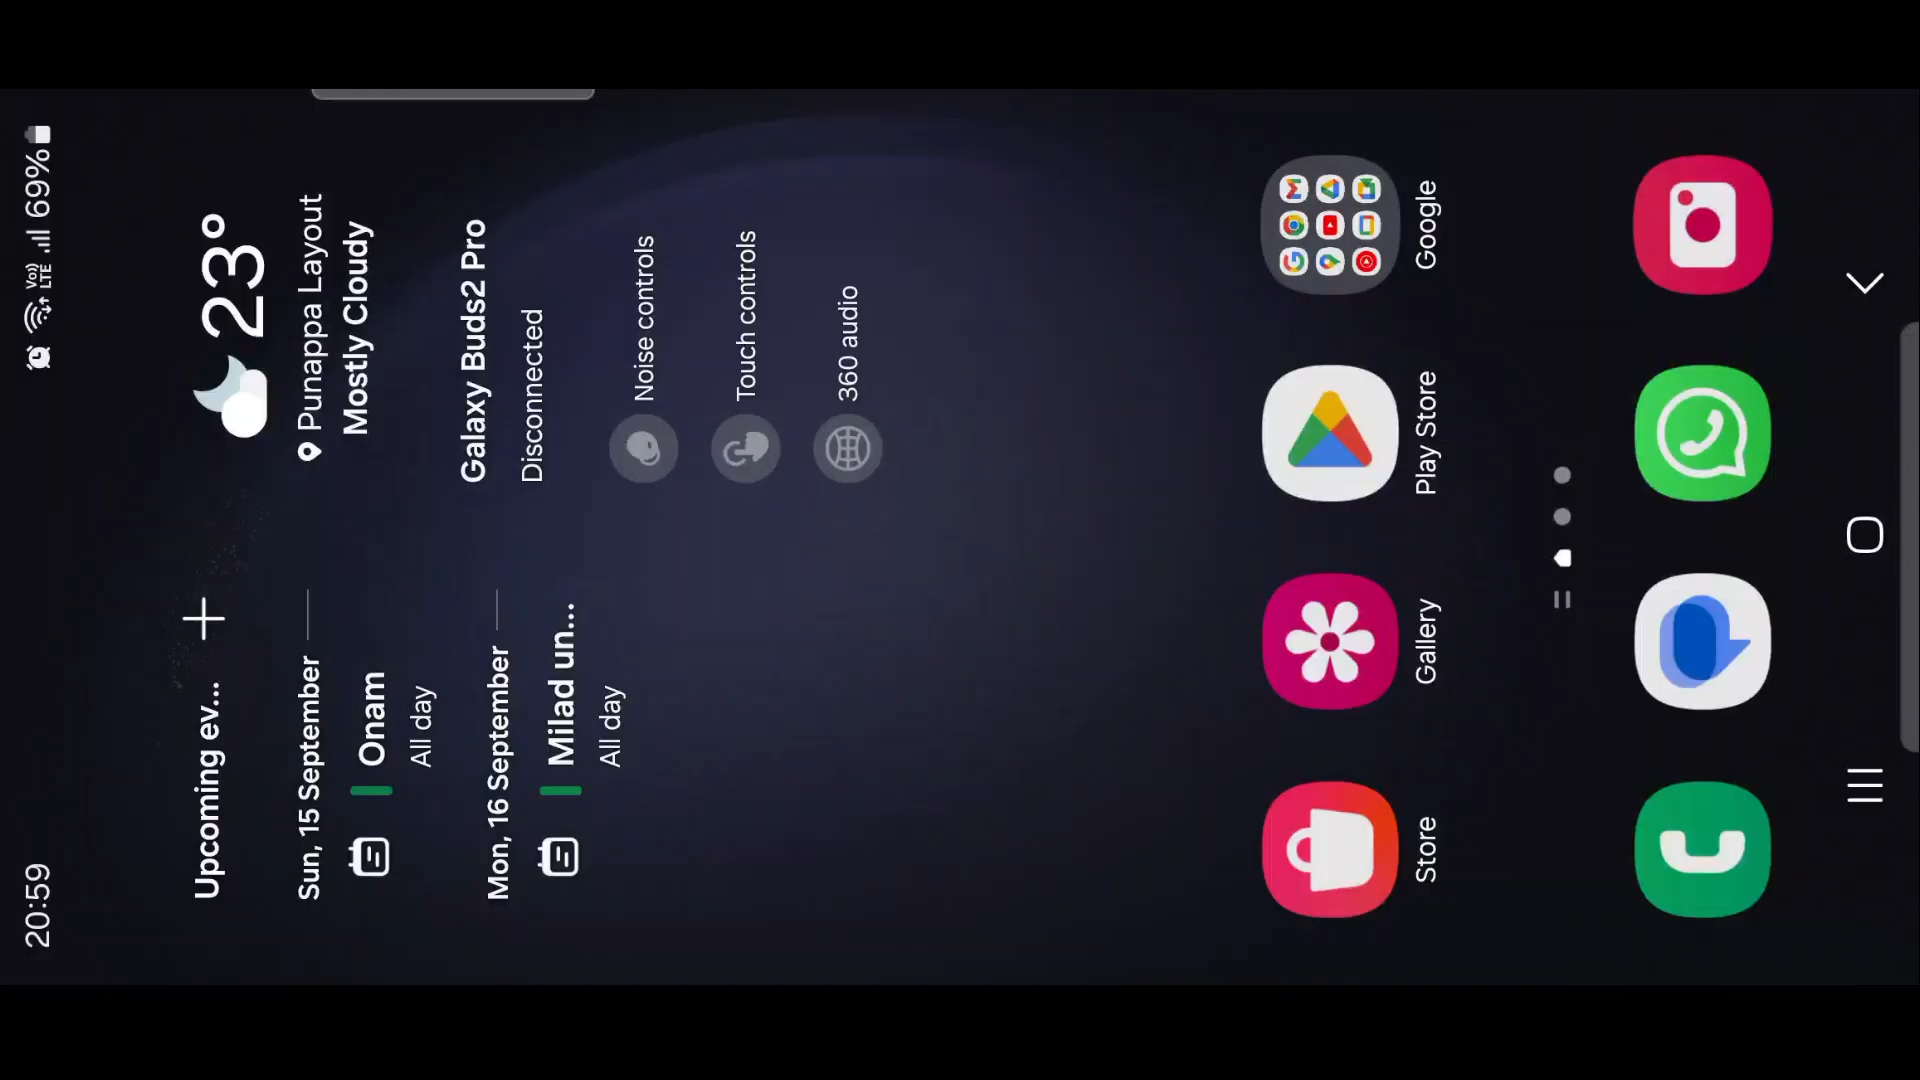 20:59
Vo))
LTE
69%
Upcoming ev...
Sun, 15 September
Onam
All day
Mon, 16 September
Milad un...
All day
23°
Punappa Layout
Mostly Cloudy
Galaxy Buds2 Pro
Disconnected
Noise controls
Touch controls
360 audio
Store
Gallery
Play Store
Google